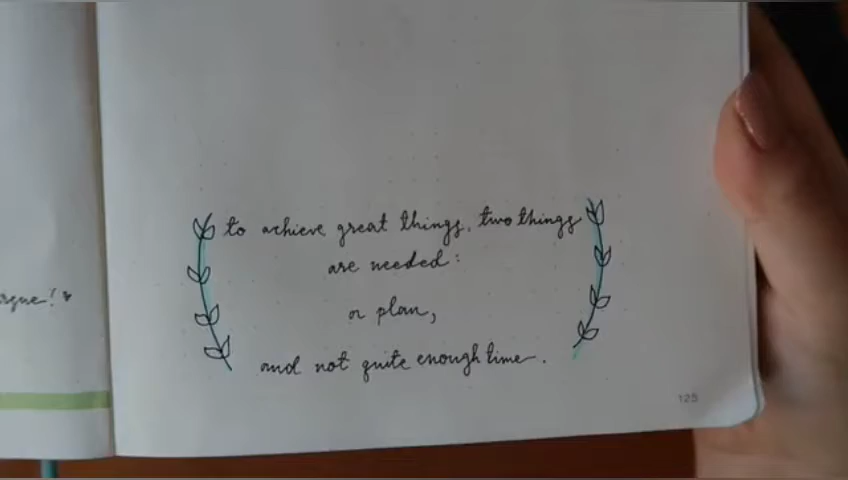 to achieve great things, two things
are needed:
a plan,
and not quite enough time.
125